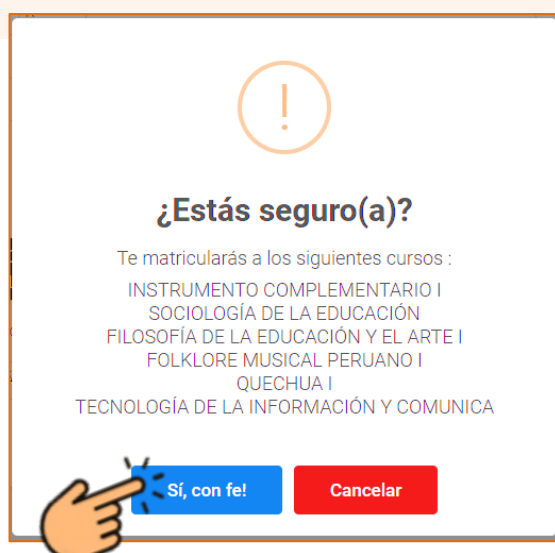 !
¿Estás seguro(a)?
Te matricularás a los siguientes cursos :
INSTRUMENTO COMPLEMENTARIO I
SOCIOLOGÍA DE LA EDUCACIÓN
FILOSOFÍA DE LA EDUCACIÓN Y EL ARTE I
FOLKLORE MUSICAL PERUANO I
QUECHUA I
TECNOLOGÍA DE LA INFORMACIÓN Y COMUNICA
Sí, con fe!
Cancelar